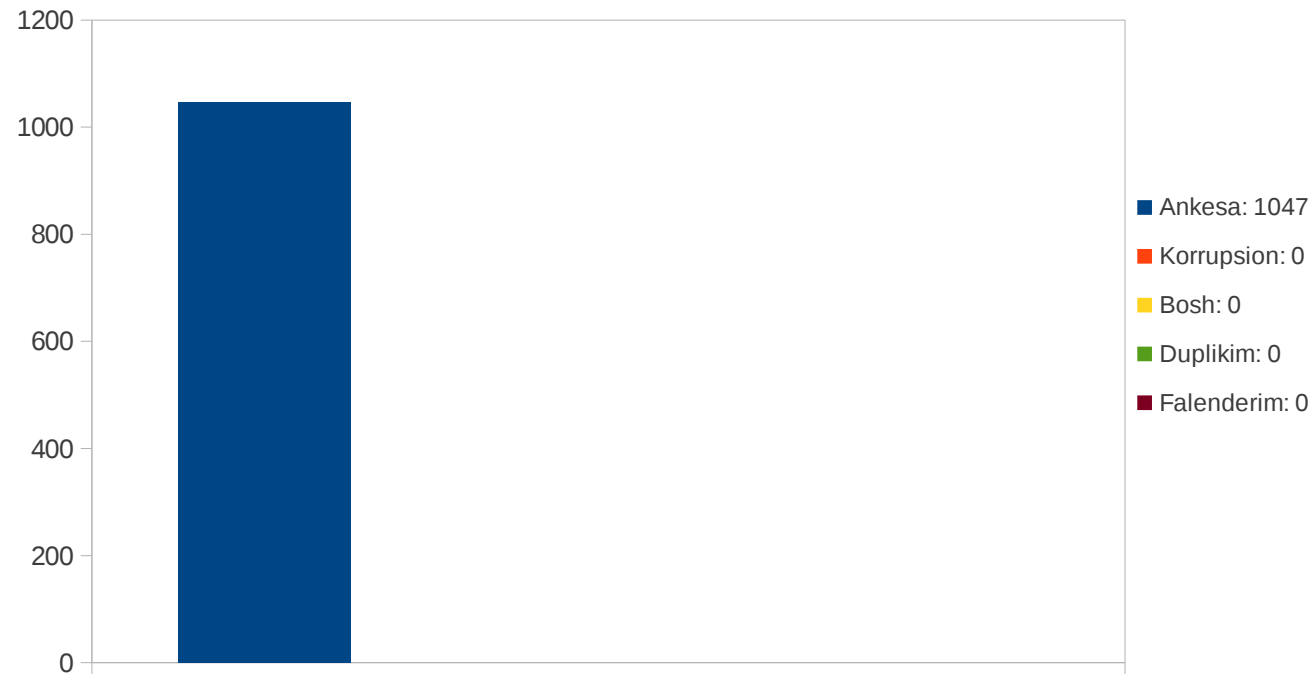 1200
1000
800
600
400
200
0
Ankesa: 1047
Korrupsion: 0
Bosh: 0
Duplikim: 0
Falenderim: 0